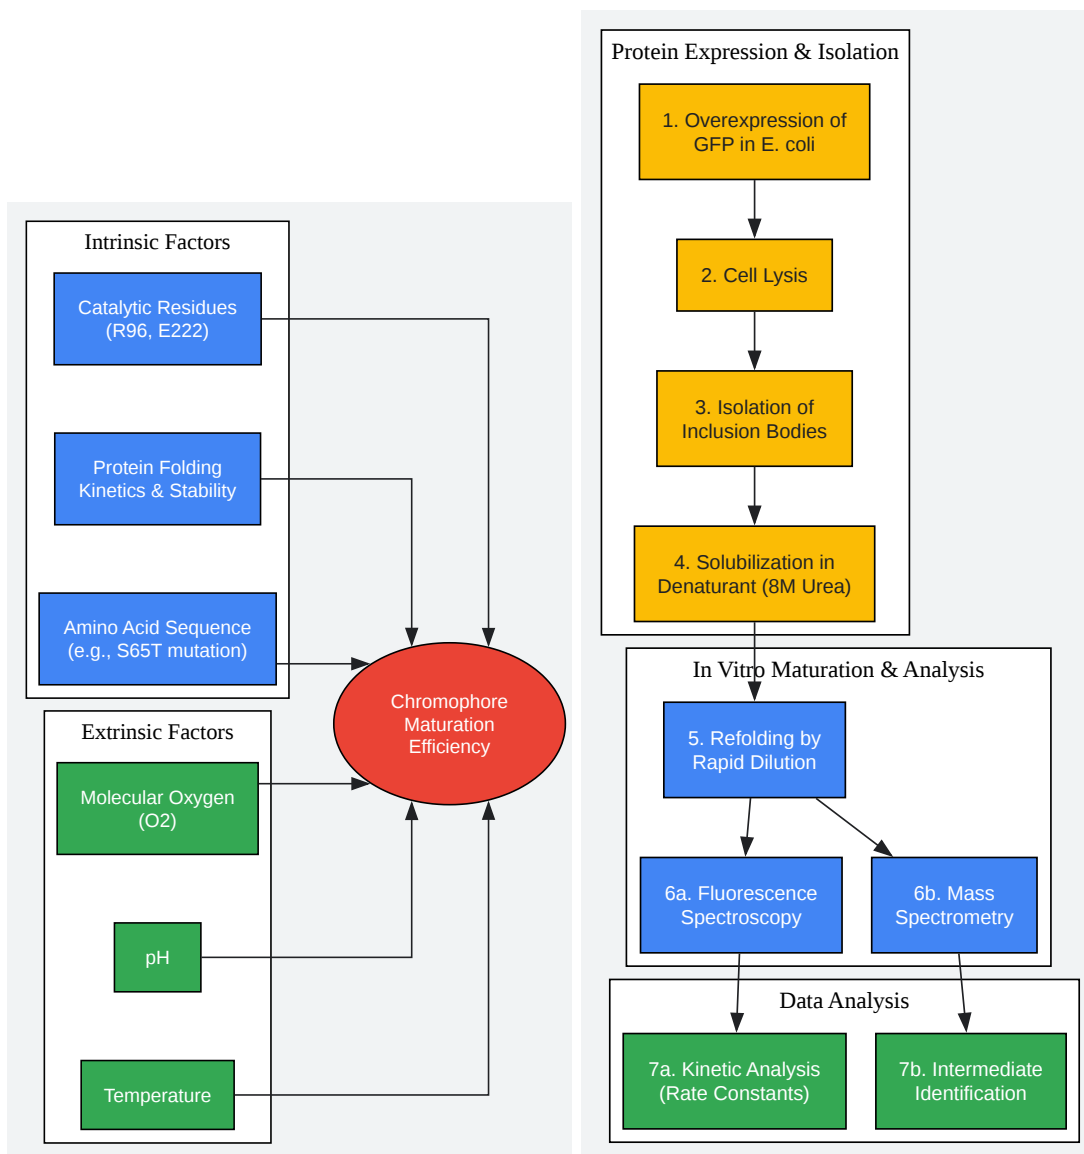 Intrinsic Factors
Catalytic Residues
(R96, E222)
Protein Folding
Kinetics & Stability
Amino Acid Sequence
(e.g., S65T mutation)
Extrinsic Factors
Molecular Oxygen
(O2)
pH
Temperature
Chromophore
Maturation
Efficiency
Protein Expression & Isolation
1. Overexpression of
GFP in E. coli
2. Cell Lysis
3. Isolation of
Inclusion Bodies
4. Solubilization in
Denaturant (8M Urea)
In Vitro Maturation & Analysis
5. Refolding by
Rapid Dilution
6a. Fluorescence
Spectroscopy
6b. Mass
Spectrometry
Data Analysis
7a. Kinetic Analysis
(Rate Constants)
7b. Intermediate
Identification